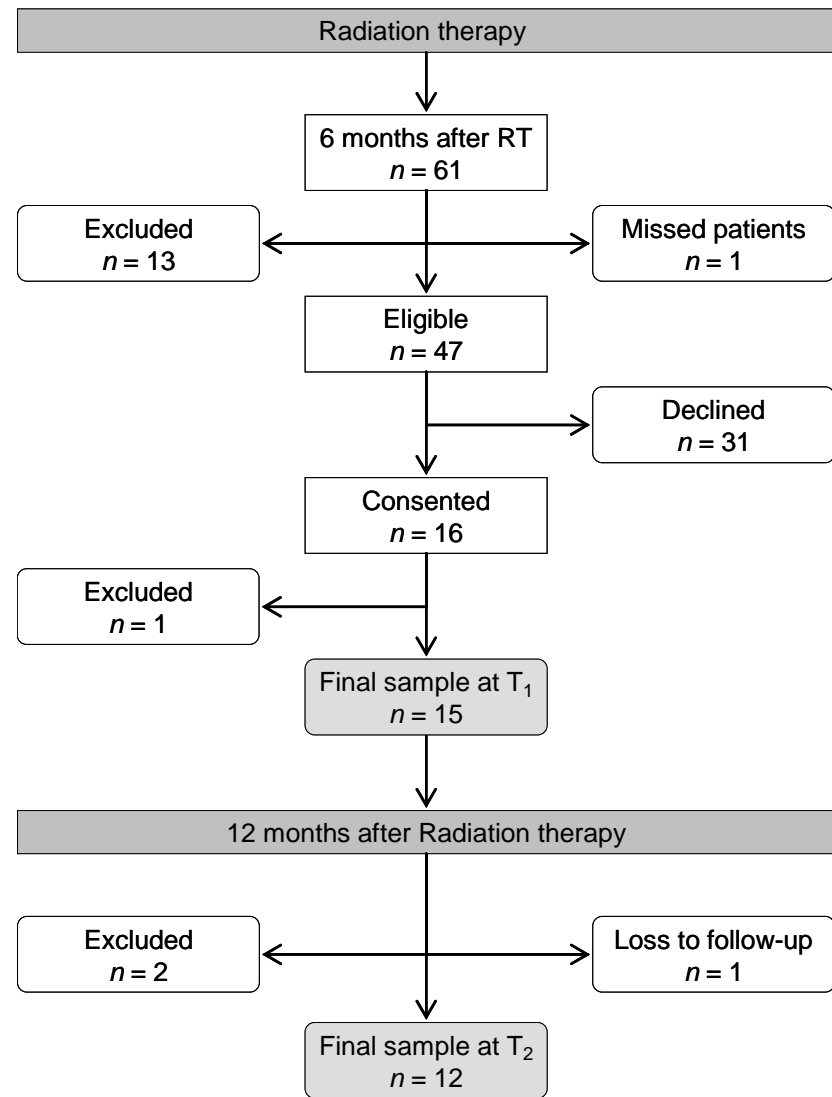 Radiation therapy
6 months after RT
n = 61
Excluded
n = 13
Missed patients
n = 1
Eligible
n = 47
Declined
n = 31
Consented
n = 16
Excluded
n = 1
Final sample at T₁
n = 15
12 months after Radiation therapy
Excluded
n = 2
Loss to follow-up
n = 1
Final sample at T₂
n = 12